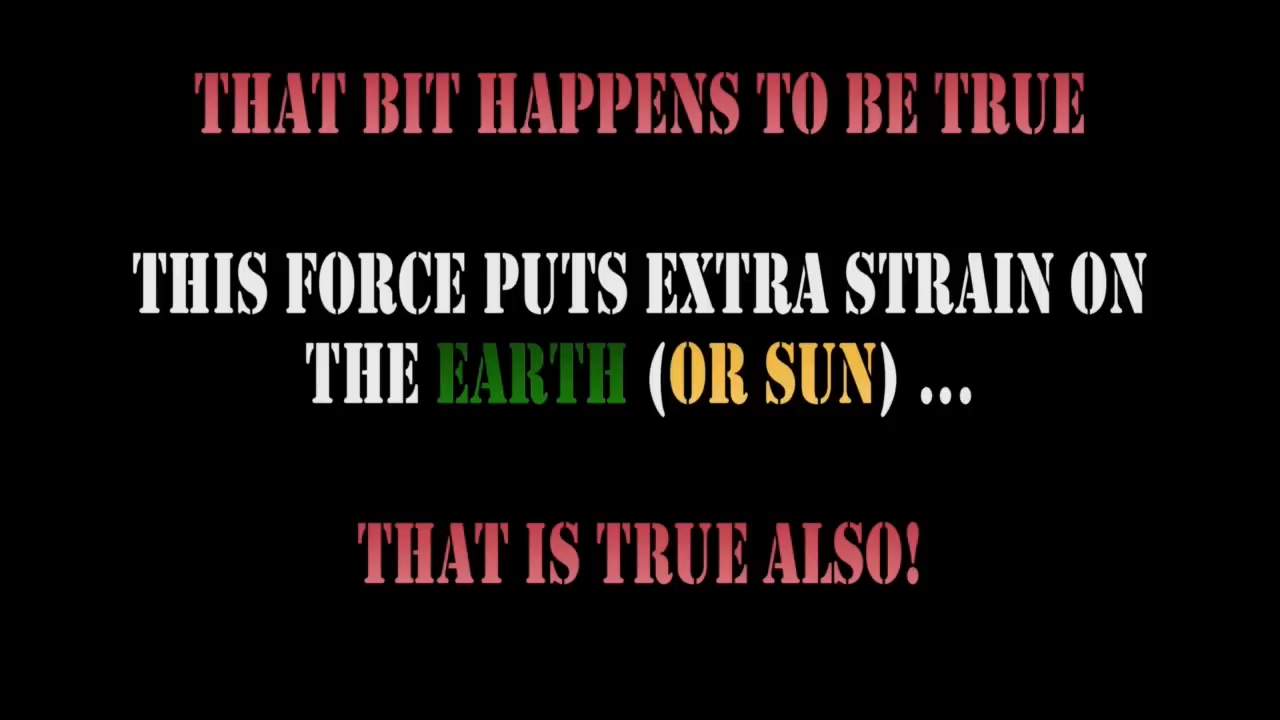 THAT BIT HAPPENS TO BE TRUE
THIS FORCE PUTS EXTRA STRAIN ON
THE EARTH (OR SUN) ...
THAT IS TRUE ALSO!